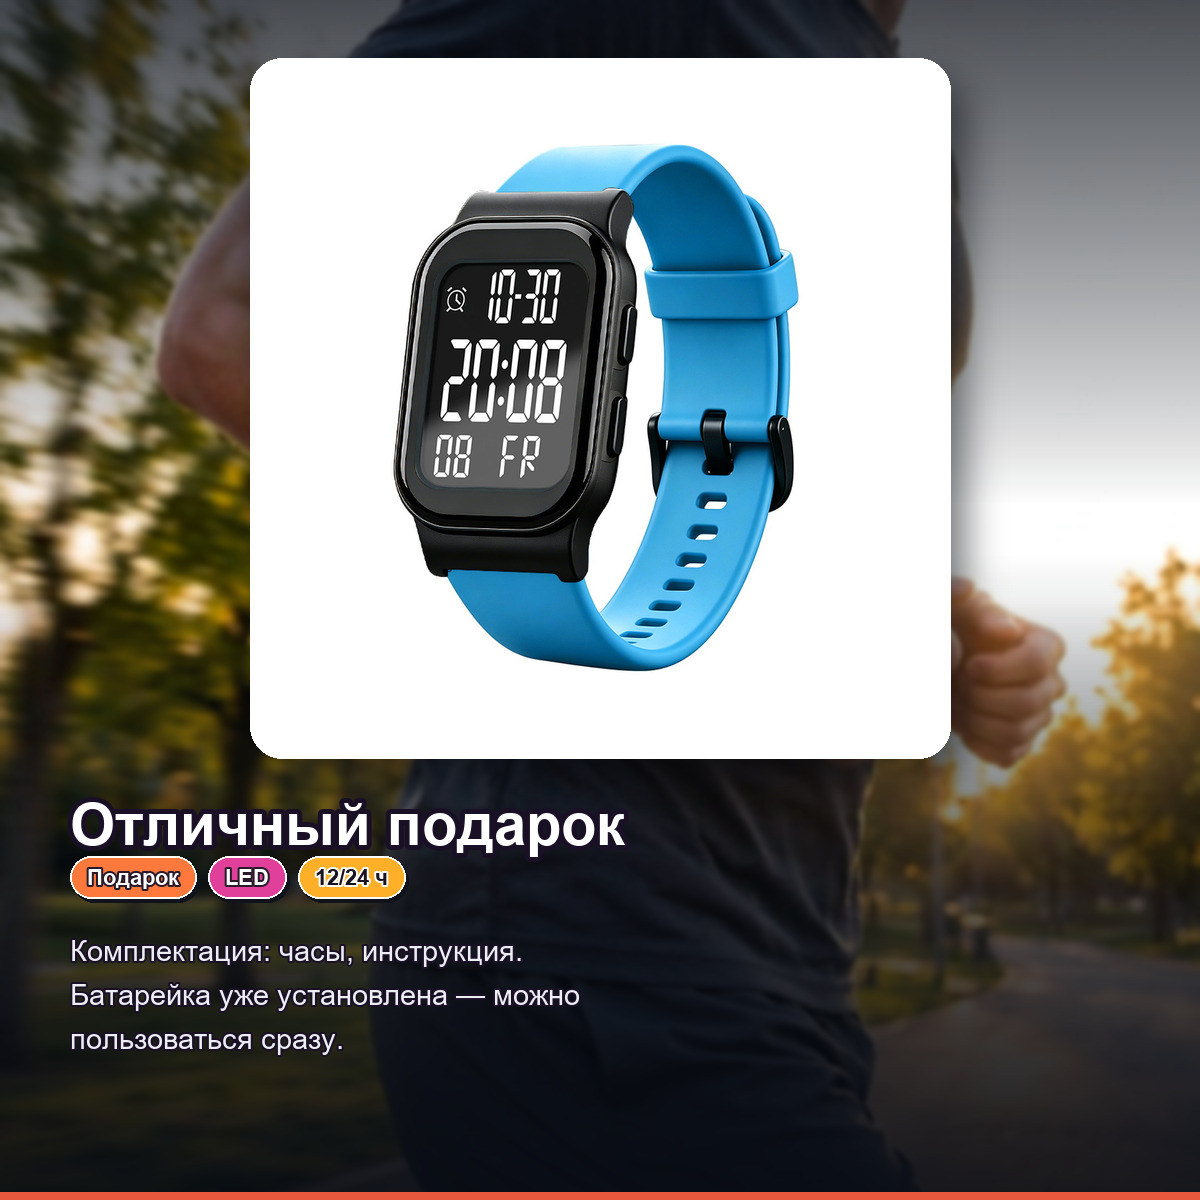 10-30
20:08
08 FR
Отличный подарок
Подарок LED 12/24 ч
Комплектация: часы, инструкция.
Батарейка уже установлена — можно
пользоваться сразу.